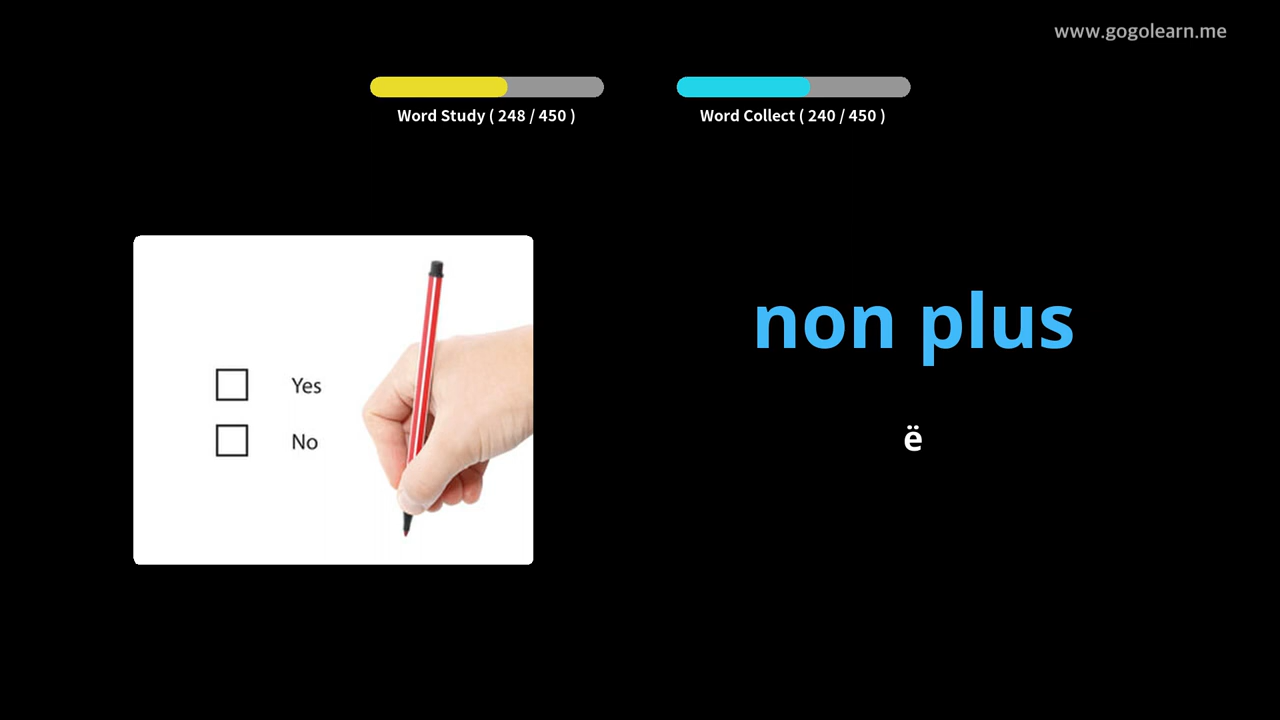 www.gogolearn.me
Word Study ( 248 / 450 )
Word Collect ( 240 / 450 )
Yes
No
non plus
ë